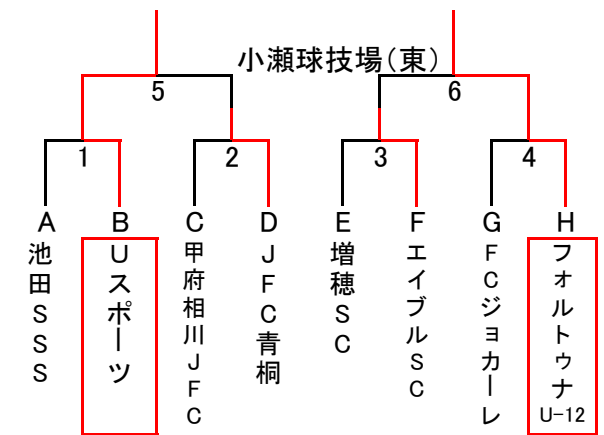 小瀬球技場(東)
5
6
1
2
3
4
A
B
C
D
E
F
G
H
池田SSS
Uスポーツ
甲府相川JFC
JFC青桐
増穂SC
エイブルSC
FCジョカーレ
フォルトゥナU-12